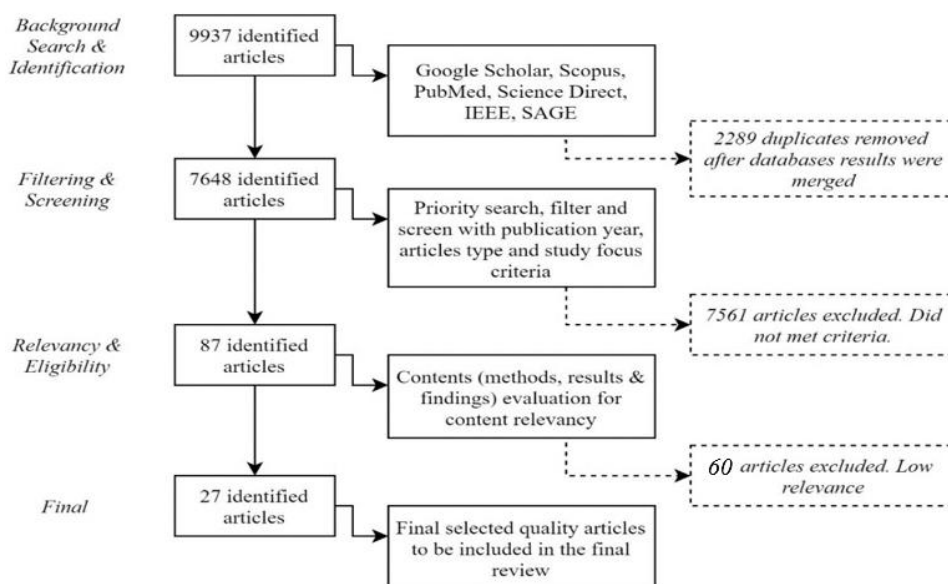 Background
Search &
Identification
9937 identified
articles
Google Scholar, Scopus,
PubMed, Science Direct,
IEEE, SAGE
2289 duplicates removed
after databases results were
merged
Filtering &
Screening
7648 identified
articles
Priority search, filter and
screen with publication year,
articles type and study focus
criteria
7561 articles excluded. Did
not met criteria.
Relevancy &
Eligibility
87 identified
articles
Contents (methods, results &
findings) evaluation for
content relevancy
60 articles excluded. Low
relevance
Final
27 identified
articles
Final selected quality articles
to be included in the final
review